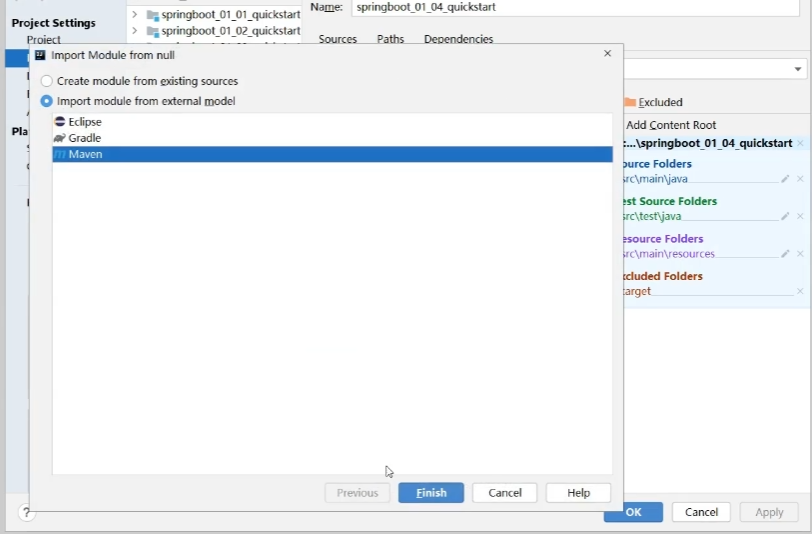 Name: springboot_01_04_quickstart
springboot_01_01_quickstart
Project Settings
springboot_01_02_quickstart
Project
Sources Paths Dependencies
Import Module from null
Create module from existing sources
Import module from external model
Excluded
Eclipse
Gradle
Maven
Add Content Root
:...\springboot_01_04_quickstart
ource Folders
src\main\java
est Source Folders
src\test\java
esource Folders
src\main\resources
xcluded Folders
target
Pla
Previous Finish Cancel Help
? OK Cancel Apply